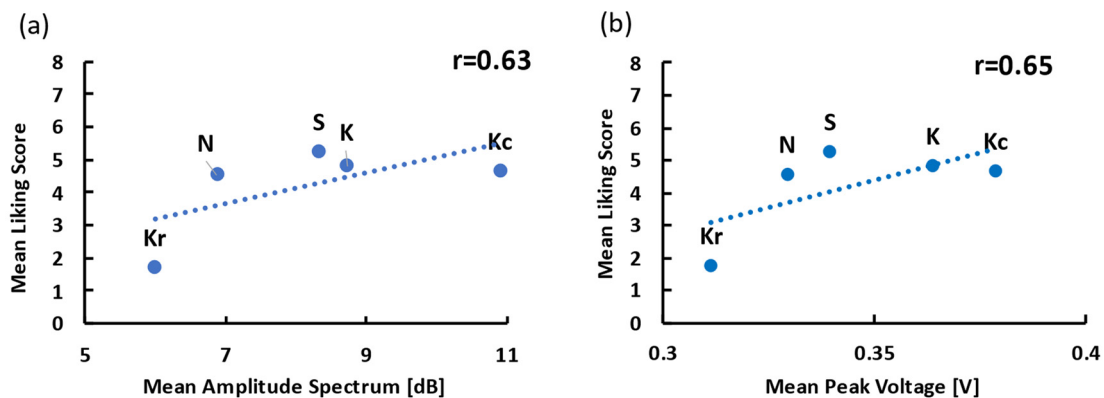 (a)
r=0.63
Mean Liking Score
8
7
6
5
4
3
2
1
0
Kr
N
S
K
Kc
5
7
9
11
Mean Amplitude Spectrum [dB]
(b)
r=0.65
Mean Liking Score
8
7
6
5
4
3
2
1
0
Kr
N
S
K
Kc
0.3
0.35
0.4
Mean Peak Voltage [V]